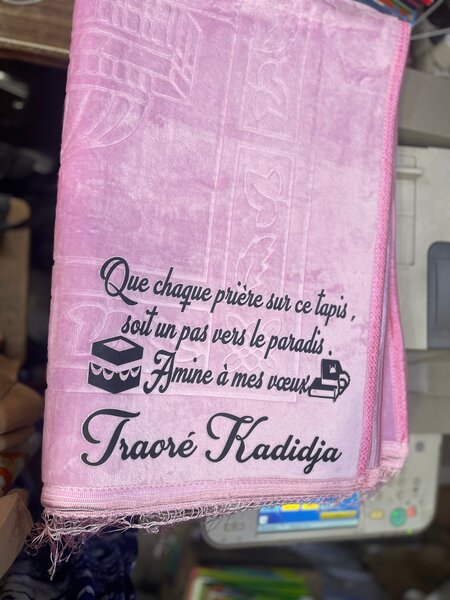 Que chaque prière sur ce tapis,
soit un pas vers le paradis.
Amine à mes vœux
Traoré Kadidja